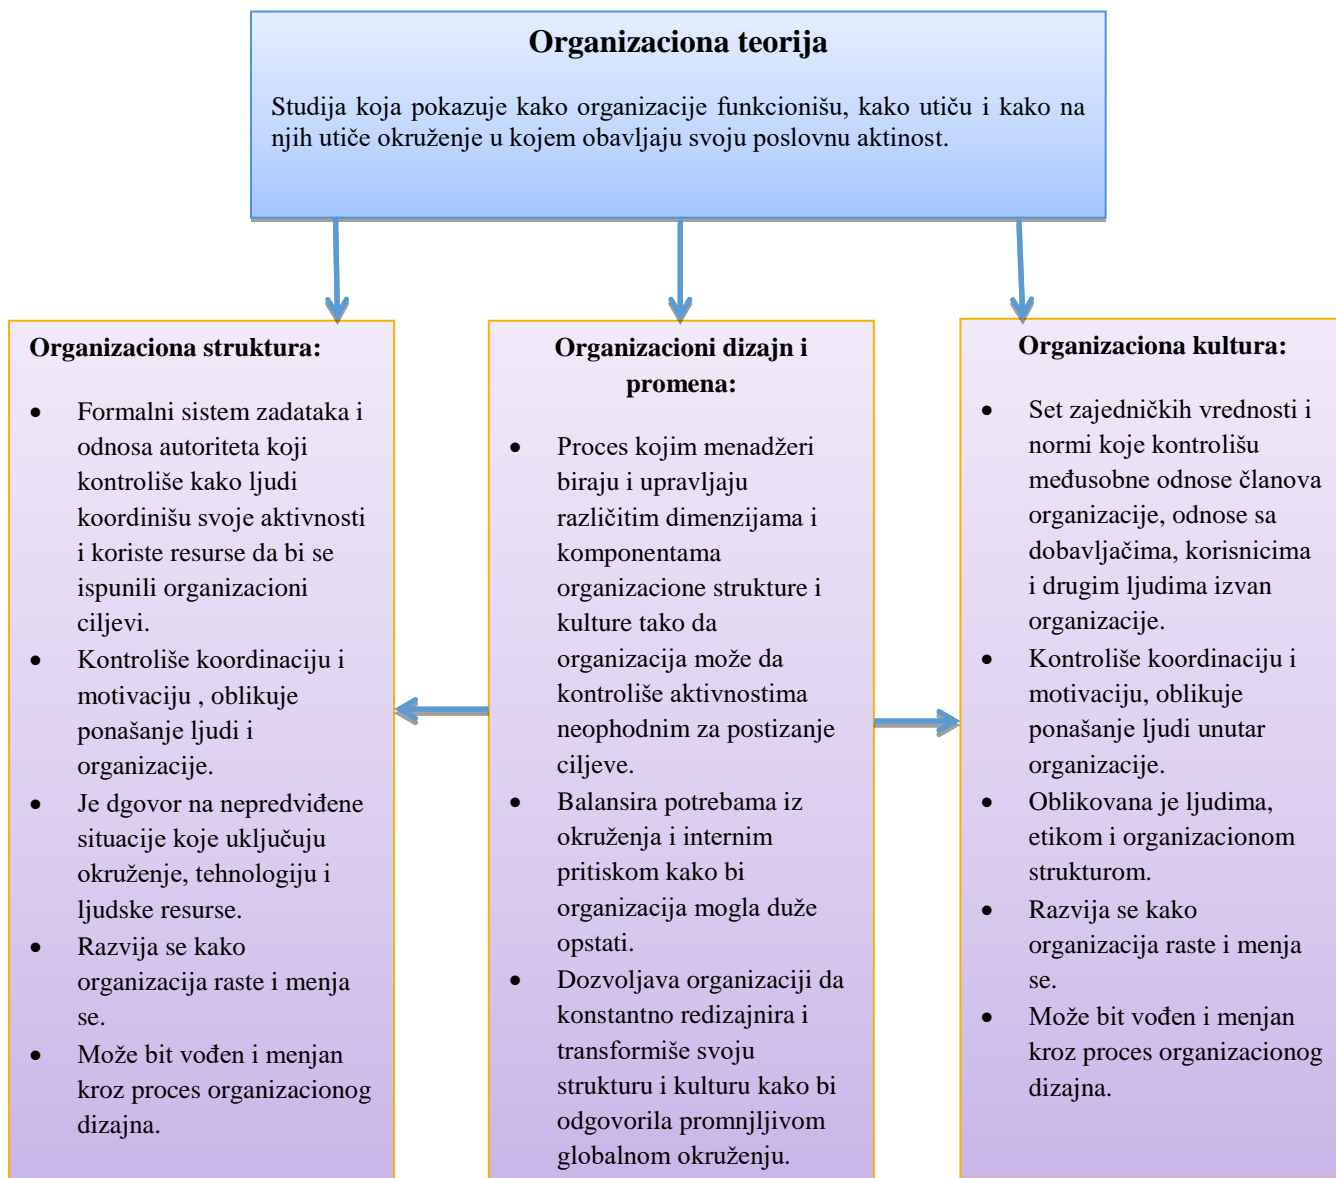 Organizaciona teorija
Studija koja pokazuje kako organizacije funkcionišu, kako utiču i kako na
njih utiče okruženje u kojem obavljaju svoju poslovnu aktinost.
Organizaciona struktura:
• Formalni sistem zadataka i
odnosa autoriteta koji
kontroliše kako ljudi
koordinišu svoje aktivnosti
i koriste resurse da bi se
ispunili organizacioni
ciljevi.
• Kontroliše koordinaciju i
motivaciju , oblikuje
ponašanje ljudi i
organizacije.
• Je dgovor na nepredviđene
situacije koje uključuju
okruženje, tehnologiju i
ljudske resurse.
• Razvija se kako
organizacija raste i menja
se.
• Može bit vođen i menjan
kroz proces organizacionog
dizajna.
Organizacioni dizajn i
promena:
• Proces kojim menadžeri
biraju i upravljaju
različitim dimenzijama i
komponentama
organizacione strukture i
kulture tako da
organizacija može da
kontroliše aktivnostima
neophodnim za postizanje
ciljeve.
• Balansira potrebama iz
okruženja i internim
pritiskom kako bi
organizacija mogla duže
opstati.
• Dozvoljava organizaciji da
konstantno redizajnira i
transformiše svoju
strukturu i kulturu kako bi
odgovorila promnjljivom
globalnom okruženju.
Organizaciona kultura:
• Set zajedničkih vrednosti i
normi koje kontrolišu
međusobne odnose članova
organizacije, odnose sa
dobavljačima, korisnicima
i drugim ljudima izvan
organizacije.
• Kontroliše koordinaciju i
motivaciju, oblikuje
ponašanje ljudi unutar
organizacije.
• Oblikovana je ljudima,
etikom i organizacionom
strukturom.
• Razvija se kako
organizacija raste i menja
se.
• Može bit vođen i menjan
kroz proces organizacionog
dizajna.